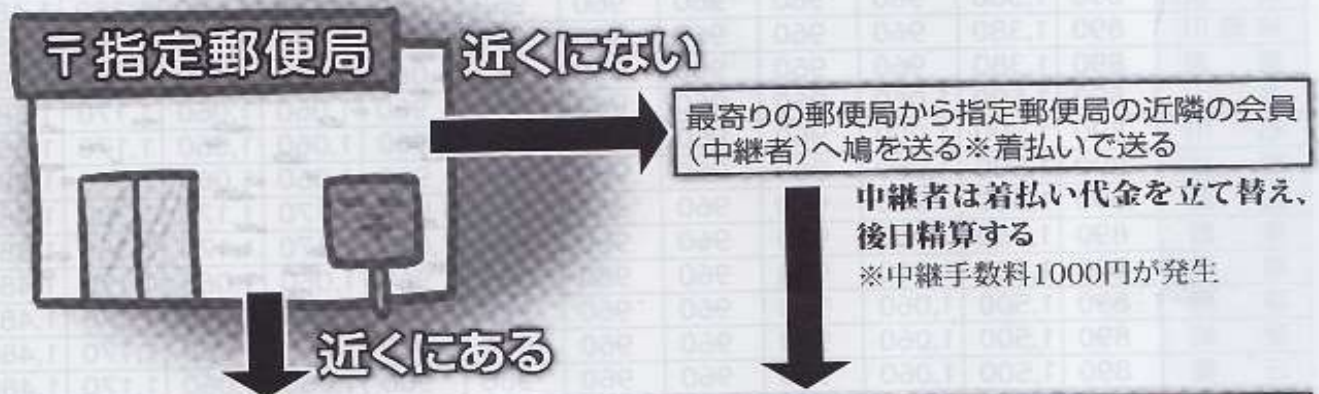 〒指定郵便局
近くにない
最寄りの郵便局から指定郵便局の近隣の会員
(中継者)へ鳩を送る※着払いで送る
中継者は着払い代金を立て替え、
後日精算する
※中継手数料1000円が発生
近くにある